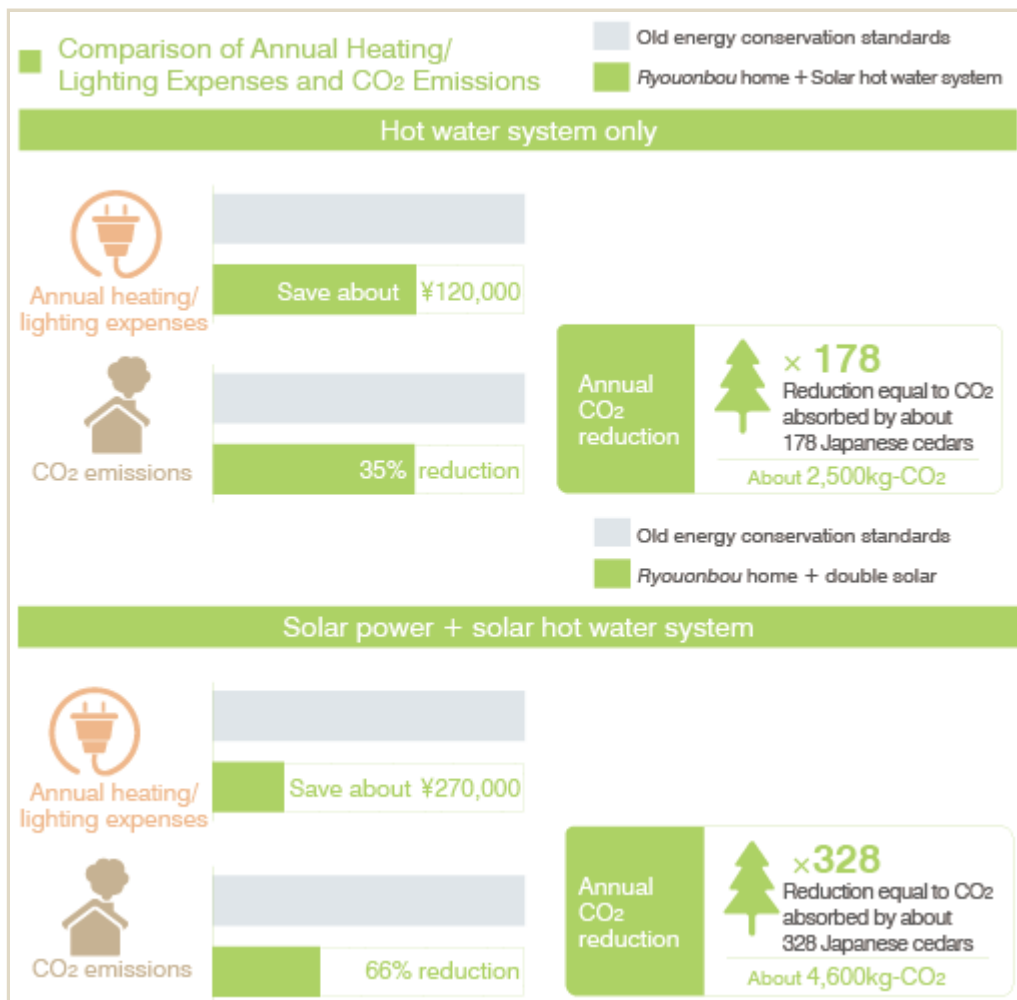 Comparison of Annual Heating/
Lighting Expenses and CO2 Emissions
Old energy conservation standards
Ryouonbou home + Solar hot water system
Hot water system only
Annual heating/
lighting expenses
Save about ¥120,000
CO2 emissions
35% reduction
Annual
CO2
reduction
× 178
Reduction equal to CO2
absorbed by about
178 Japanese cedars
About 2,500kg-CO2
Old energy conservation standards
Ryouonbou home + double solar
Solar power + solar hot water system
Annual heating/
lighting expenses
Save about ¥270,000
CO2 emissions
66% reduction
Annual
CO2
reduction
×328
Reduction equal to CO2
absorbed by about
328 Japanese cedars
About 4,600kg-CO2